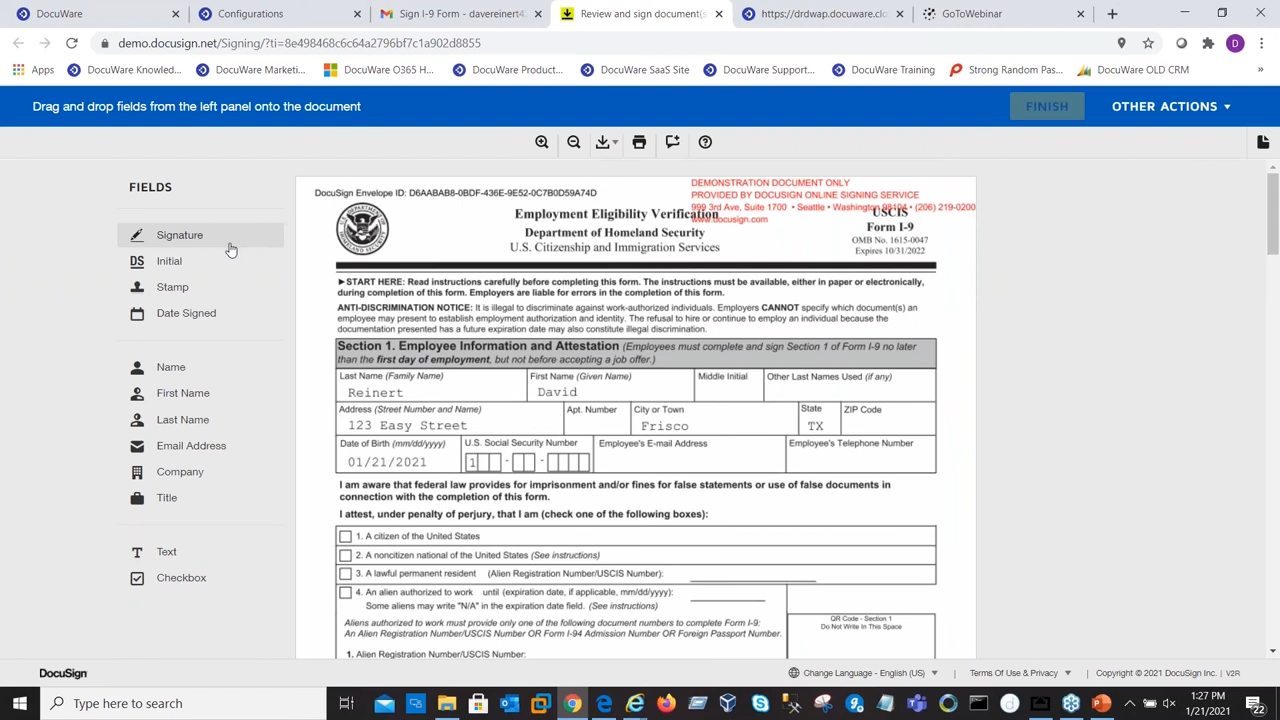 DocuWare
Configurations
Sign I-9 Form - davereinert4
Review and sign document(s
https://drdwap.docuware.clo
GoToWebinar
demo.docusign.net/Signing/?ti=8e498468c6c64a2796bf7c1a902d8855
Apps
DocuWare Knowled...
DocuWare Marketi...
DocuWare O365 H...
DocuWare Product...
DocuWare SaaS Site
DocuWare Support...
DocuWare Training
Strong Random Pas...
DocuWare OLD CRM
»
Drag and drop fields from the left panel onto the document
FINISH
OTHER ACTIONS
FIELDS
Signature
DS Initial
Stamp
Date Signed
Name
First Name
Last Name
Email Address
Company
Title
T Text
Checkbox
DocuSign Envelope ID: D6AABAB8-0BDF-436E-9E52-0C7B0D59A74D
DEMONSTRATION DOCUMENT ONLY
PROVIDED BY DOCUSIGN ONLINE SIGNING SERVICE
999 3rd Ave, Suite 1700 • Seattle • Washington 98104 • (206) 219-0200
www.docusign.com
Employment Eligibility Verification
Department of Homeland Security
U.S. Citizenship and Immigration Services
USCIS
Form I-9
OMB No. 1615-0047
Expires 10/31/2022
►START HERE: Read instructions carefully before completing this form. The instructions must be available, either in paper or electronically,
during completion of this form. Employers are liable for errors in the completion of this form.
ANTI-DISCRIMINATION NOTICE: It is illegal to discriminate against work-authorized individuals. Employers CANNOT specify which document(s) an
employee may present to establish employment authorization and identity. The refusal to hire or continue to employ an individual because the
documentation presented has a future expiration date may also constitute illegal discrimination.
Section 1. Employee Information and Attestation (Employees must complete and sign Section 1 of Form I-9 no later
than the first day of employment, but not before accepting a job offer.)
Last Name (Family Name) First Name (Given Name) Middle Initial Other Last Names Used (if any)
Reinert David
Address (Street Number and Name) Apt. Number City or Town State ZIP Code
123 Easy Street Frisco TX
Date of Birth (mm/dd/yyyy) U.S. Social Security Number Employee's E-mail Address Employee's Telephone Number
01/21/2021 1 - -
I am aware that federal law provides for imprisonment and/or fines for false statements or use of false documents in
connection with the completion of this form.
I attest, under penalty of perjury, that I am (check one of the following boxes):
1. A citizen of the United States
2. A noncitizen national of the United States (See instructions)
3. A lawful permanent resident (Alien Registration Number/USCIS Number):
4. An alien authorized to work until (expiration date, if applicable, mm/dd/yyyy):
Some aliens may write "N/A" in the expiration date field. (See instructions)
Aliens authorized to work must provide only one of the following document numbers to complete Form I-9:
An Alien Registration Number/USCIS Number OR Form I-94 Admission Number OR Foreign Passport Number.
1. Alien Registration Number/USCIS Number:
QR Code - Section 1
Do Not Write In This Space
DocuSign
Change Language - English (US)
Terms Of Use & Privacy
Copyright © 2021 DocuSign Inc. | V2R
Type here to search
1:27 PM
1/21/2021
22